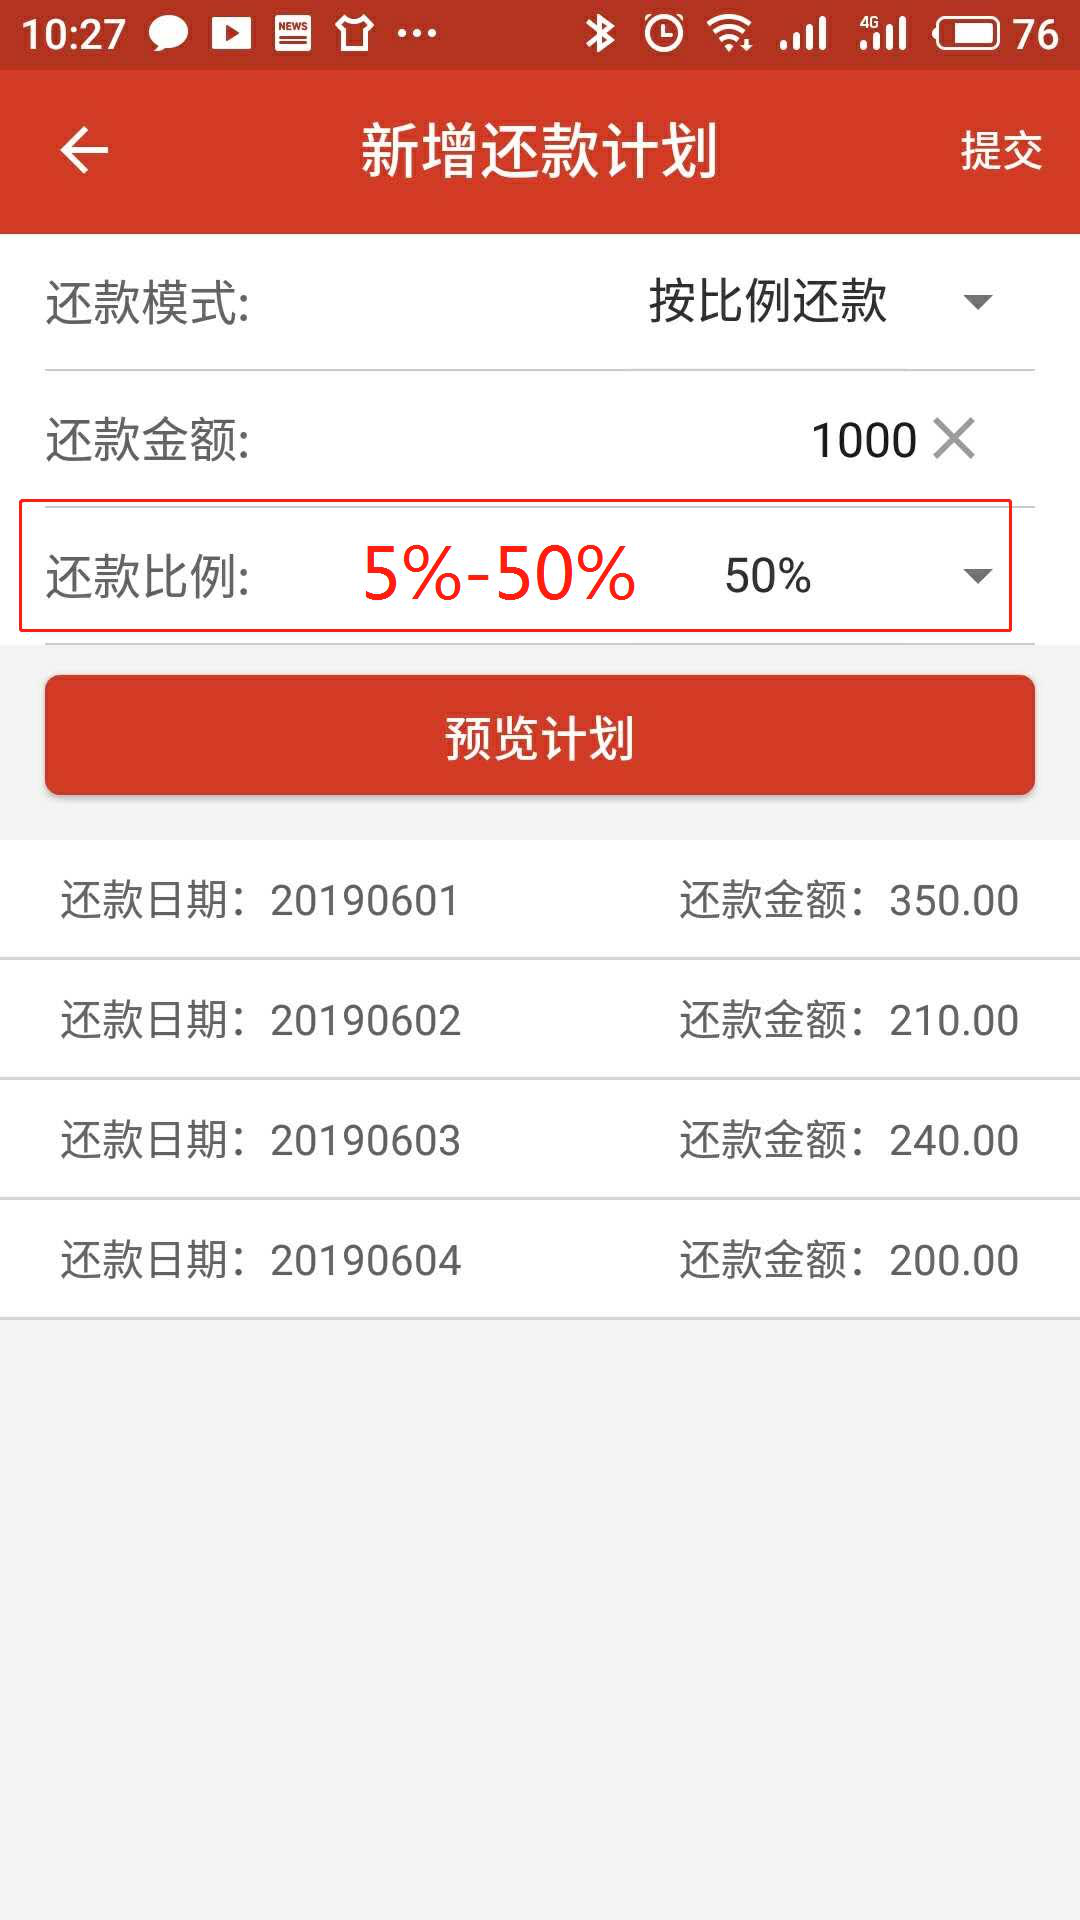 10:27 NEWS 4G 76
新增还款计划 提交
还款模式: 按比例还款
还款金额: 1000
还款比例: 5%-50% 50%
预览计划
还款日期：20190601 还款金额：350.00
还款日期：20190602 还款金额：210.00
还款日期：20190603 还款金额：240.00
还款日期：20190604 还款金额：200.00